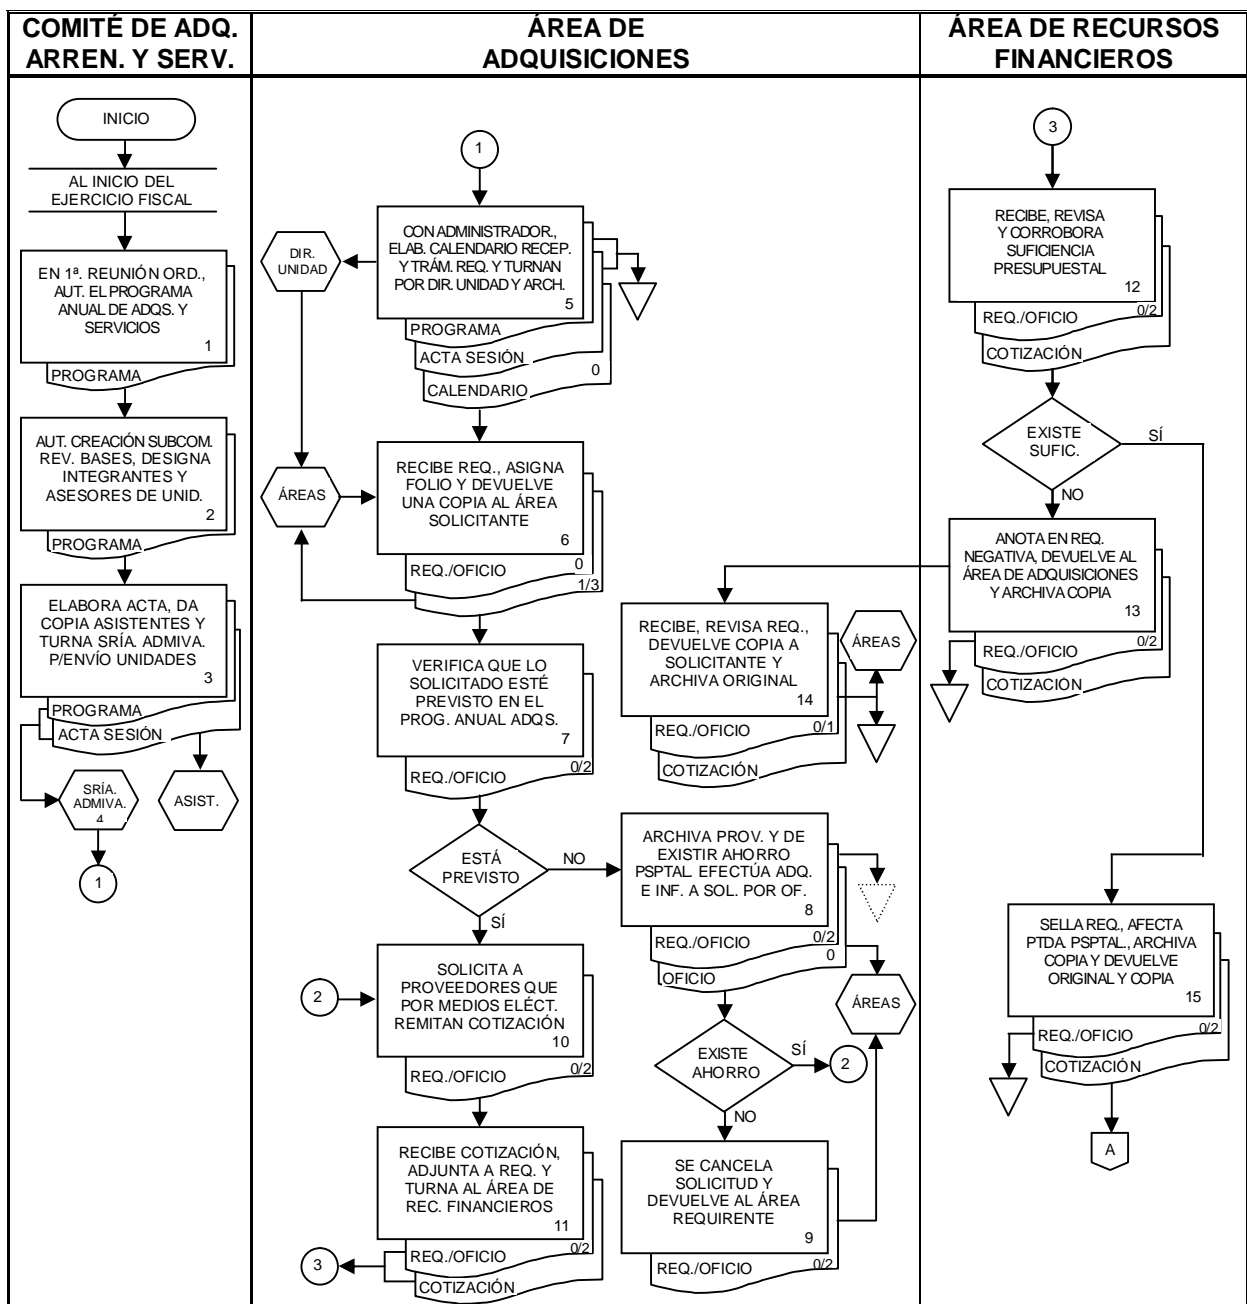 COMITÉ DE ADQ.
ARREN. Y SERV.
ÁREA DE
ADQUISICIONES
ÁREA DE RECURSOS
FINANCIEROS
INICIO
AL INICIO DEL
EJERCICIO FISCAL
EN 1ª. REUNIÓN ORD.,
AUT. EL PROGRAMA
ANUAL DE ADQS. Y
SERVICIOS
1
PROGRAMA
AUT. CREACIÓN SUBCOM.
REV. BASES, DESIGNA
INTEGRANTES Y
ASESORES DE UNID.
2
PROGRAMA
ELABORA ACTA, DA
COPIA ASISTENTES Y
TURNA SRÍA. ADMIVA.
P/ENVÍO UNIDADES
3
PROGRAMA
ACTA SESIÓN
SRÍA.
ADMIVA.
4
ASIST.
1
1
CON ADMINISTRADOR.,
ELAB. CALENDARIO RECEP.
Y TRÁM. REQ. Y TURNAN
POR DIR. UNIDAD Y ARCH.
5
PROGRAMA
ACTA SESIÓN
0
CALENDARIO
DIR.
UNIDAD
ÁREAS
RECIBE REQ., ASIGNA
FOLIO Y DEVUELVE
UNA COPIA AL ÁREA
SOLICITANTE
6
REQ./OFICIO
0
1/3
VERIFICA QUE LO
SOLICITADO ESTÉ
PREVISTO EN EL
PROG. ANUAL ADQS.
7
REQ./OFICIO
0/2
ESTÁ
PREVISTO
NO
SÍ
2
SOLICITA A
PROVEEDORES QUE
POR MEDIOS ELÉCT.
REMITAN COTIZACIÓN
10
REQ./OFICIO
0/2
RECIBE COTIZACIÓN,
ADJUNTA A REQ. Y
TURNA AL ÁREA DE
REC. FINANCIEROS
11
REQ./OFICIO
0/2
COTIZACIÓN
3
RECIBE, REVISA REQ.,
DEVUELVE COPIA A
SOLICITANTE Y
ARCHIVA ORIGINAL
14
REQ./OFICIO
0/1
COTIZACIÓN
ÁREAS
ARCHIVA PROV. Y DE
EXISTIR AHORRO
PSPTAL. EFECTÚA ADQ.
E INF. A SOL. POR OF.
8
REQ./OFICIO
0/2
0
OFICIO
ÁREAS
EXISTE
AHORRO
SÍ
2
NO
SE CANCELA
SOLICITUD Y
DEVUELVE AL ÁREA
REQUIRENTE
9
REQ./OFICIO
0/2
3
RECIBE, REVISA
Y CORROBORA
SUFICIENCIA
PRESUPUESTAL
12
REQ./OFICIO
0/2
COTIZACIÓN
EXISTE
SUFIC.
SÍ
NO
ANOTA EN REQ.
NEGATIVA, DEVUELVE AL
ÁREA DE ADQUISICIONES
Y ARCHIVA COPIA
13
REQ./OFICIO
0/2
COTIZACIÓN
SELLA REQ., AFECTA
PTDA. PSPTAL., ARCHIVA
COPIA Y DEVUELVE
ORIGINAL Y COPIA
15
REQ./OFICIO
0/2
COTIZACIÓN
A